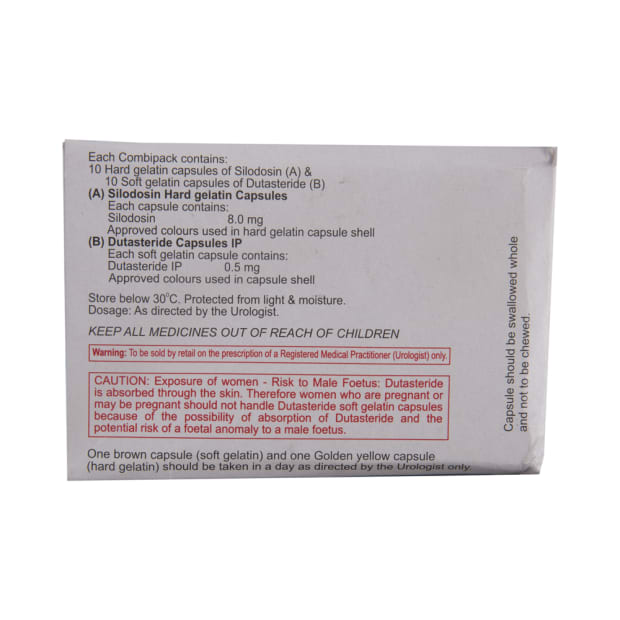 Each Combipack contains:
10 Hard gelatin capsules of Silodosin (A) &
10 Soft gelatin capsules of Dutasteride (B)
(A) Silodosin Hard gelatin Capsules
Each capsule contains:
Silodosin 8.0 mg
Approved colours used in hard gelatin capsule shell
(B) Dutasteride Capsules IP
Each soft gelatin capsule contains:
Dutasteride IP 0.5 mg
Approved colours used in capsule shell
Store below 30°C. Protected from light & moisture.
Dosage: As directed by the Urologist.
KEEP ALL MEDICINES OUT OF REACH OF CHILDREN
Warning: To be sold by retail on the prescription of a Registered Medical Practitioner (Urologist) only.
CAUTION: Exposure of women - Risk to Male Foetus: Dutasteride
is absorbed through the skin. Therefore women who are pregnant or
may be pregnant should not handle Dutasteride soft gelatin capsules
because of the possibility of absorption of Dutasteride and the
potential risk of a foetal anomaly to a male foetus.
One brown capsule (soft gelatin) and one Golden yellow capsule
(hard gelatin) should be taken in a day as directed by the Urologist only.
Capsule should be swallowed whole
and not to be chewed.